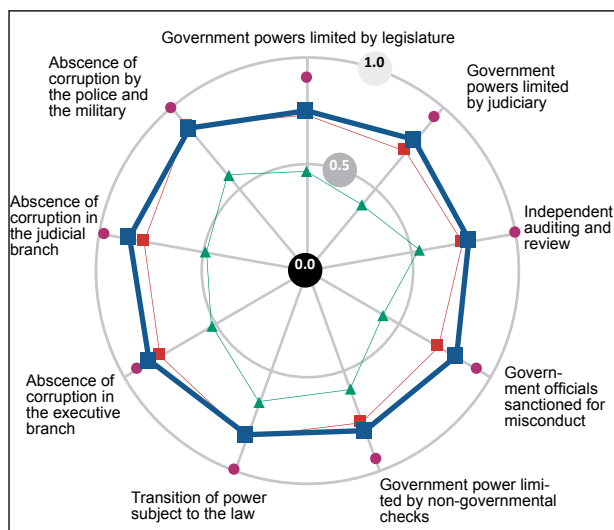 Government powers limited by legislature
1.0
Absence of
corruption by
the police and
the military
Government
powers limited
by judiciary
0.5
Absence of
corruption in
the judicial
branch
Independent
auditing and
review
0.0
Absence of
corruption in
the executive
branch
Govern-
ment officials
sanctioned for
misconduct
Transition of power
subject to the law
Government power limi-
ted by non-governmental
checks